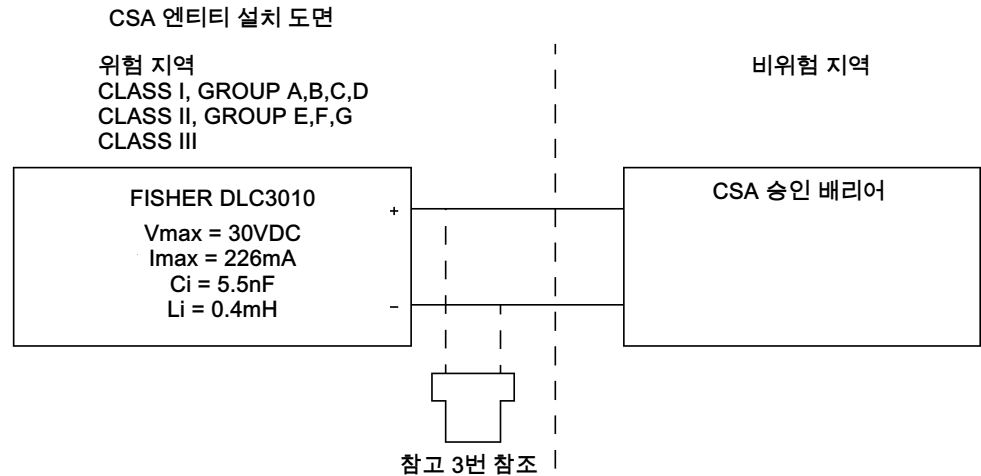 CSA 엔티티 설치 도면
위험 지역
CLASS I, GROUP A,B,C,D
CLASS II, GROUP E,F,G
CLASS III
비위험 지역
FISHER DLC3010
Vmax = 30VDC
Imax = 226mA
Ci = 5.5nF
Li = 0.4mH
+
−
CSA 승인 배리어
참고 3번 참조